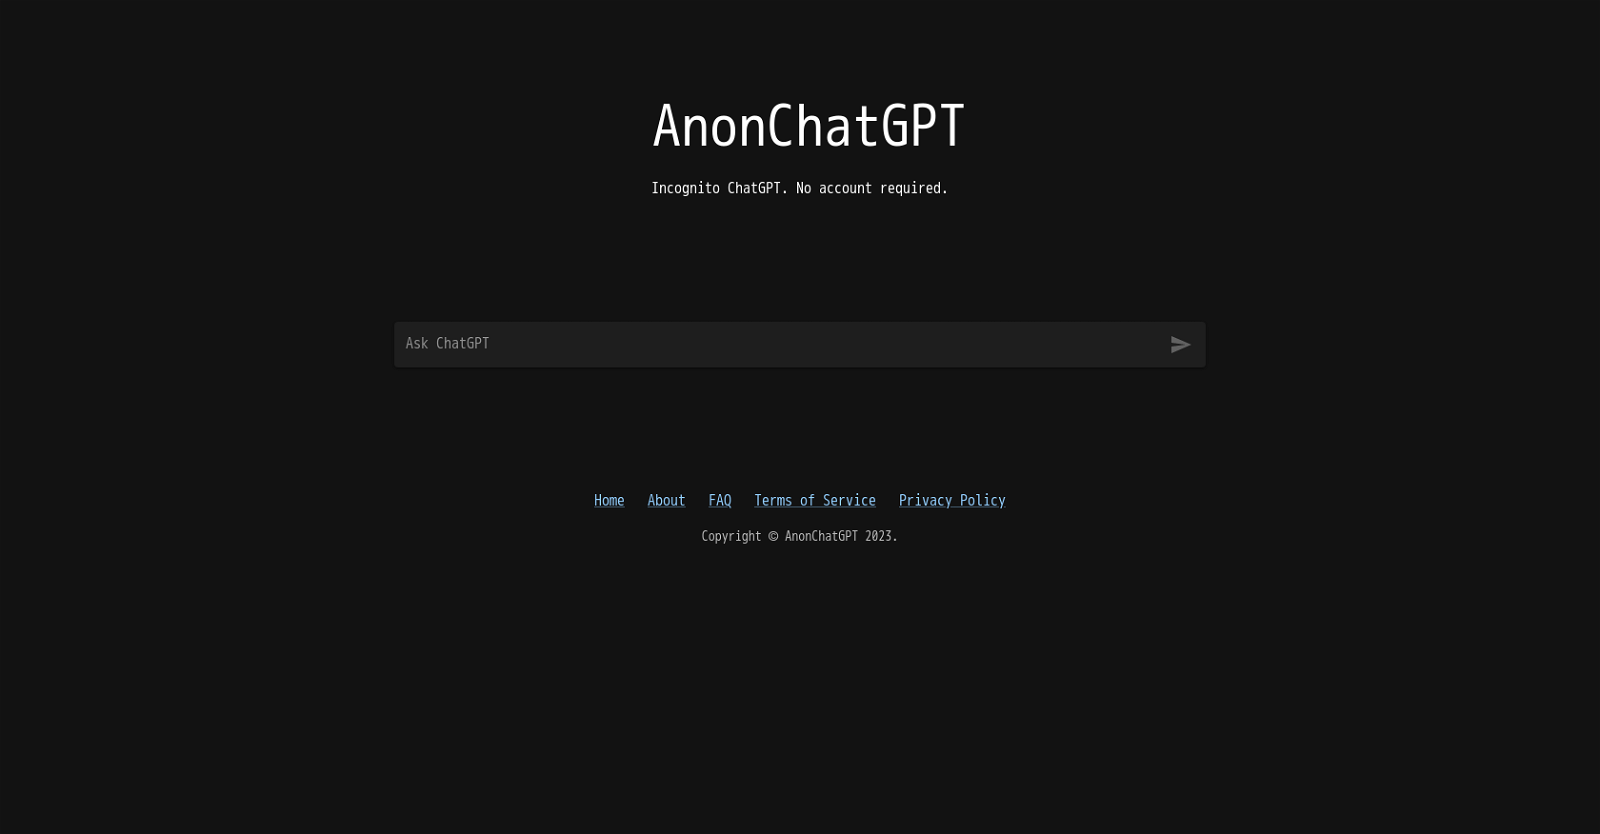 AnonChatGPT
Incognito ChatGPT. No account required.
Ask ChatGPT
Home About FAQ Terms of Service Privacy Policy
Copyright © AnonChatGPT 2023.